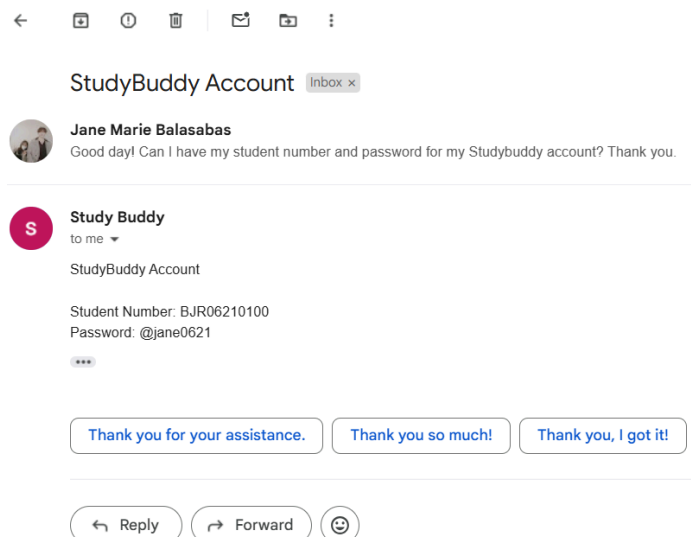 StudyBuddy Account Inbox ×
Jane Marie Balasabas
Good day! Can I have my student number and password for my Studybuddy account? Thank you.
S
Study Buddy
to me
StudyBuddy Account
Student Number: BJR06210100
Password: @jane0621
Thank you for your assistance. Thank you so much! Thank you, I got it!
Reply Forward